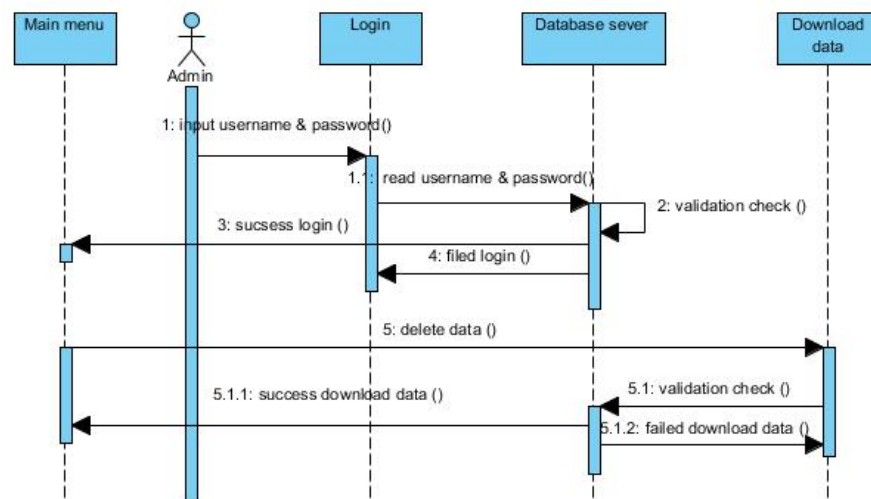 Main menu
Admin
Login
Database sever
Download
data
1: input username & password()
1.1: read username & password()
2: validation check ()
3: sucsess login ()
4: filed login ()
5: delete data ()
5.1: validation check ()
5.1.1: success download data ()
5.1.2: failed download data ()